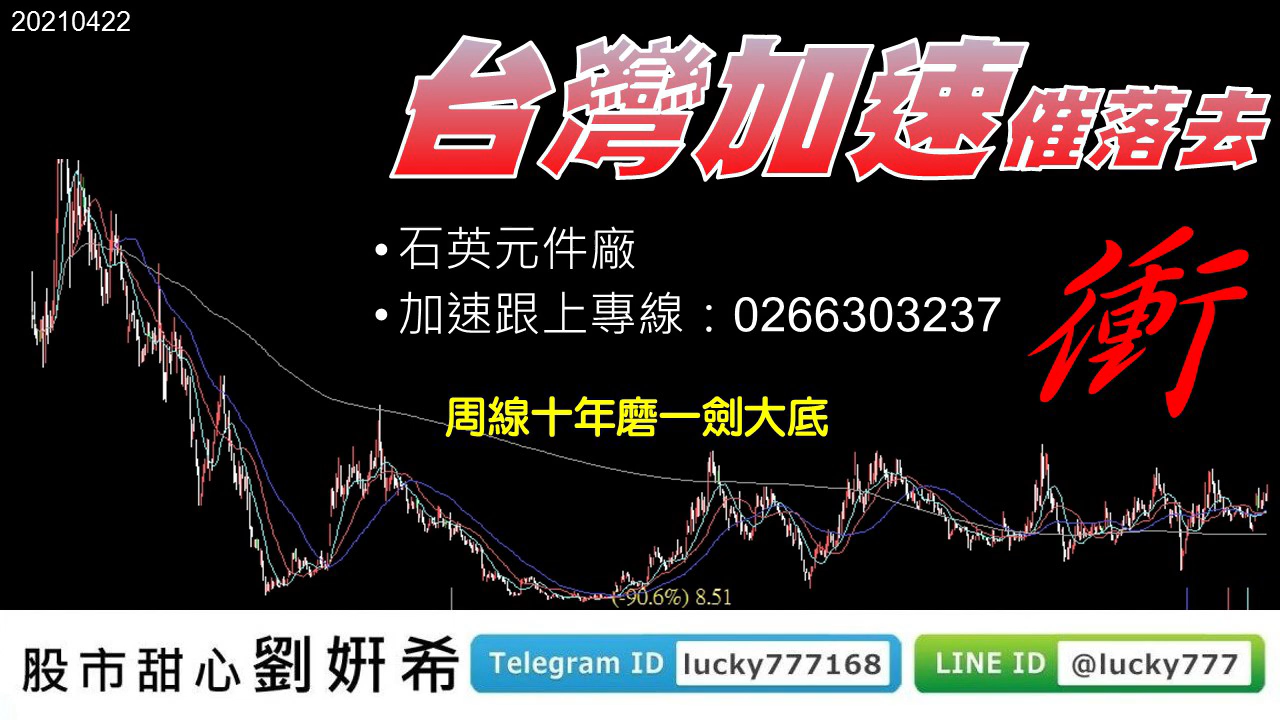 20210422
台灣加速催落去
• 石英元件廠
• 加速跟上專線：0266303237
衝
周線十年磨一劍大底
(-90.6%) 8.51
股市甜心劉妍希 Telegram ID lucky777168 LINE ID @lucky777